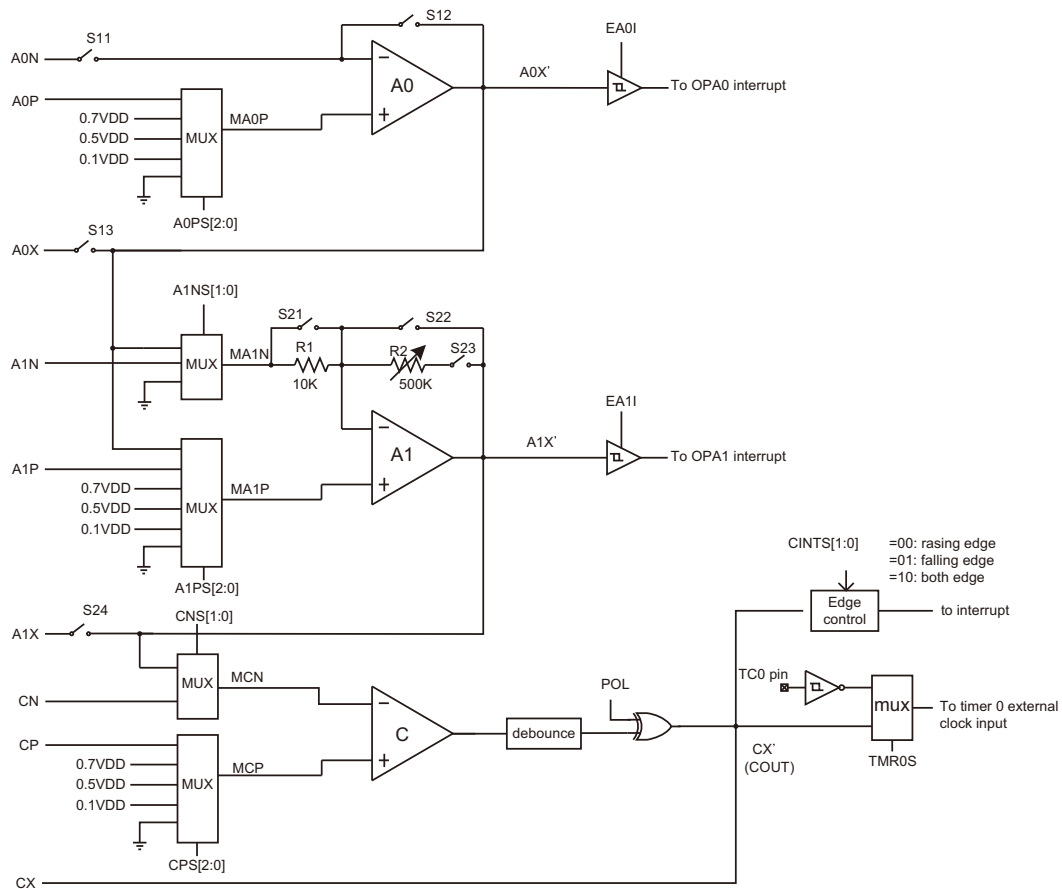 S12
S11
EA0I
A0N
A0
A0X'
To OPA0 interrupt
A0P
0.7VDD
0.5VDD
0.1VDD
MUX
MA0P
A0PS[2:0]
S13
A0X
A1NS[1:0]
S21
S22
A1N
MUX
MA1N
R1
10K
R2
500K
S23
EA1I
A1
A1X'
To OPA1 interrupt
A1P
0.7VDD
0.5VDD
0.1VDD
MUX
MA1P
A1PS[2:0]
CINTS[1:0]
=00: rasing edge
=01: falling edge
=10: both edge
Edge
control
to interrupt
S24
A1X
CNS[1:0]
CN
MUX
MCN
C
debounce
POL
TC0 pin
mux
To timer 0 external
clock input
TMR0S
CX'
(COUT)
CP
0.7VDD
0.5VDD
0.1VDD
MUX
MCP
CPS[2:0]
CX